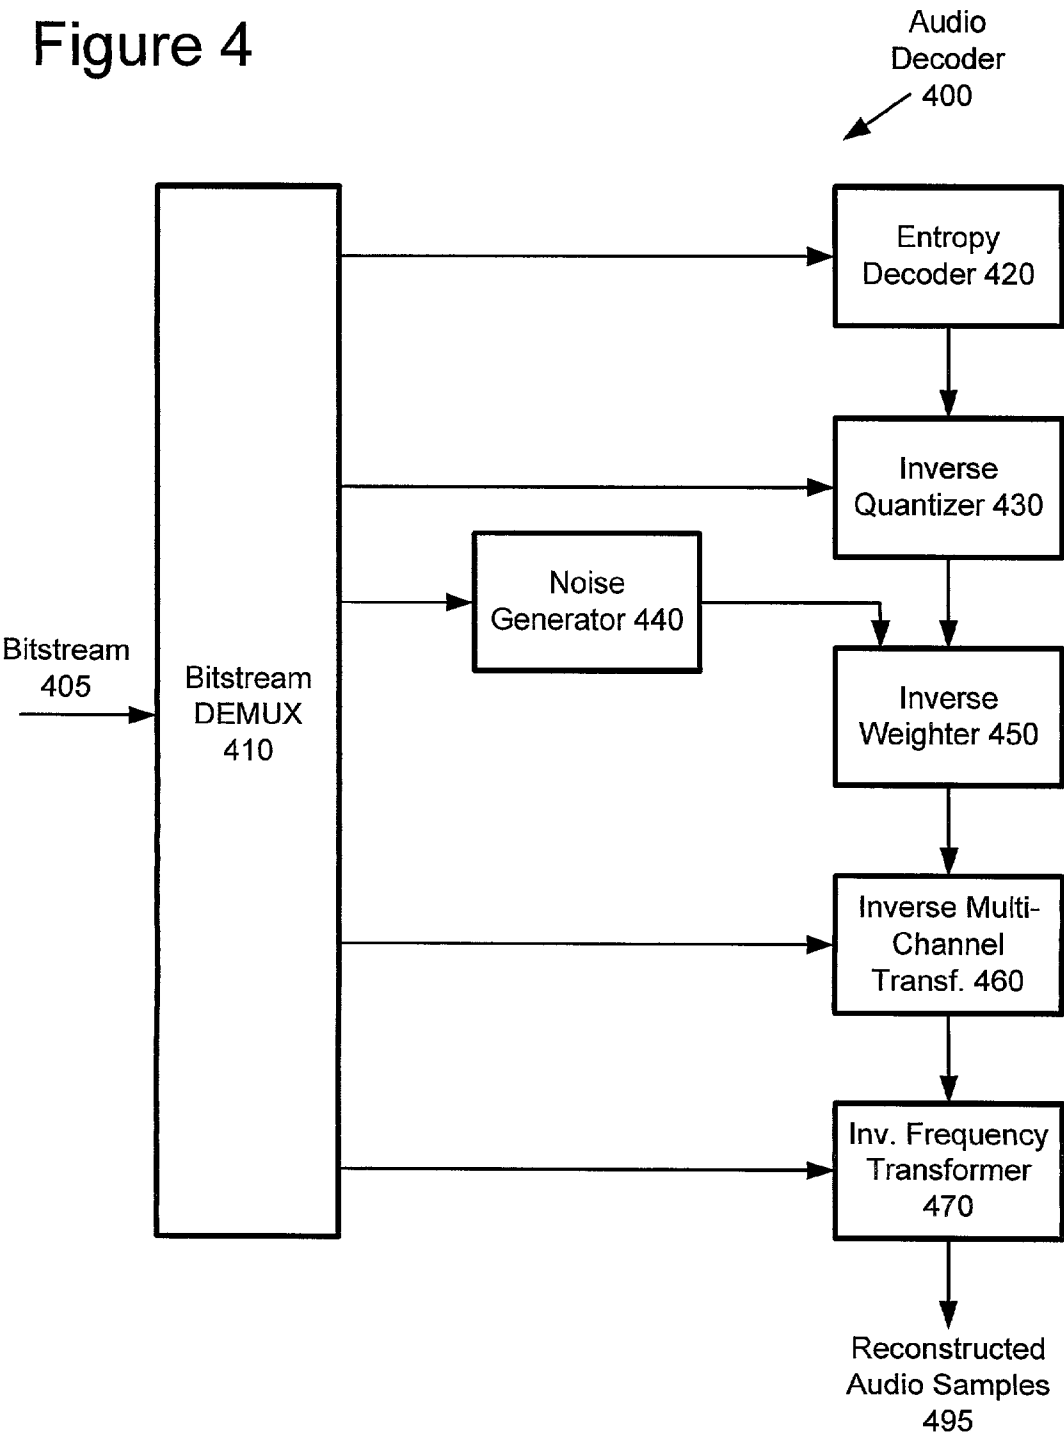 Figure 4
Audio
Decoder
400
Entropy
Decoder 420
Inverse
Quantizer 430
Noise
Generator 440
Bitstream
405
Bitstream
DEMUX
410
Inverse
Weighter 450
Inverse Multi-
Channel
Transf. 460
Inv. Frequency
Transformer
470
Reconstructed
Audio Samples
495